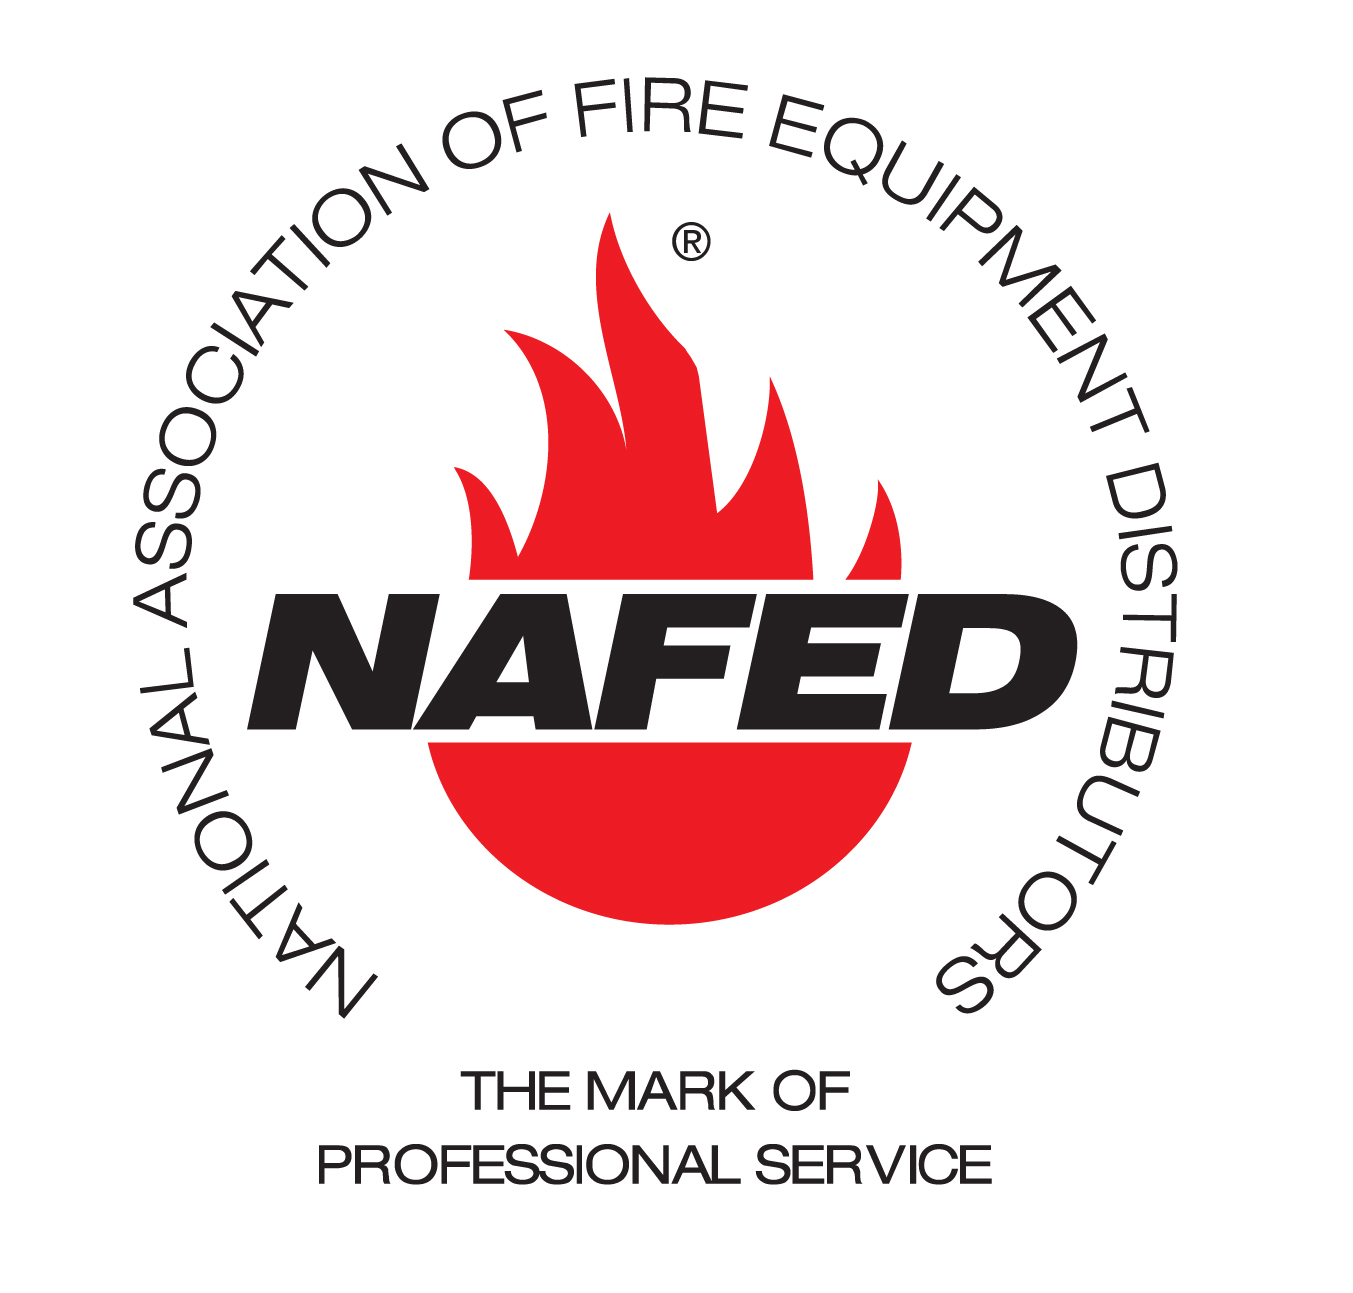 NATIONAL ASSOCIATION OF FIRE EQUIPMENT DISTRIBUTORS
®
NAFED
THE MARK OF
PROFESSIONAL SERVICE